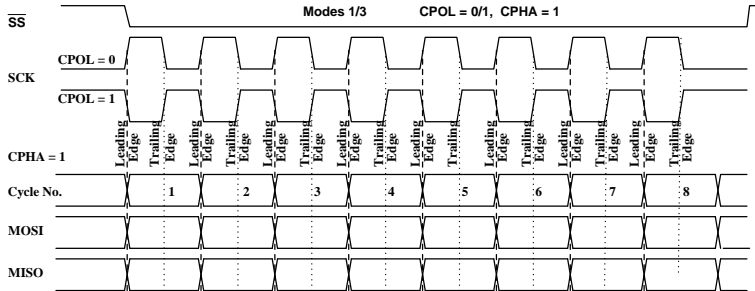 Modes 1/3 CPOL = 0/1, CPHA = 1
SS
CPOL = 0
SCK
CPOL = 1
Leading Edge Trailing Edge Leading Edge Trailing Edge Leading Edge Trailing Edge Leading Edge Trailing Edge Leading Edge Trailing Edge Leading Edge Trailing Edge Leading Edge Trailing Edge Leading Edge Trailing Edge
CPHA = 1
Cycle No. 1 2 3 4 5 6 7 8
MOSI
MISO